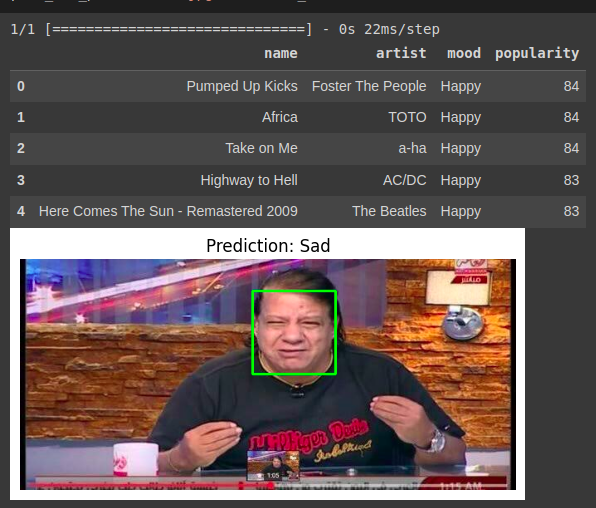 1/1 [==============================] - 0s 22ms/step
name artist mood popularity
0 Pumped Up Kicks Foster The People Happy 84
1 Africa TOTO Happy 84
2 Take on Me a-ha Happy 84
3 Highway to Hell AC/DC Happy 83
4 Here Comes The Sun - Remastered 2009 The Beatles Happy 83
Prediction: Sad
مباشر
1:05
1:15 AM